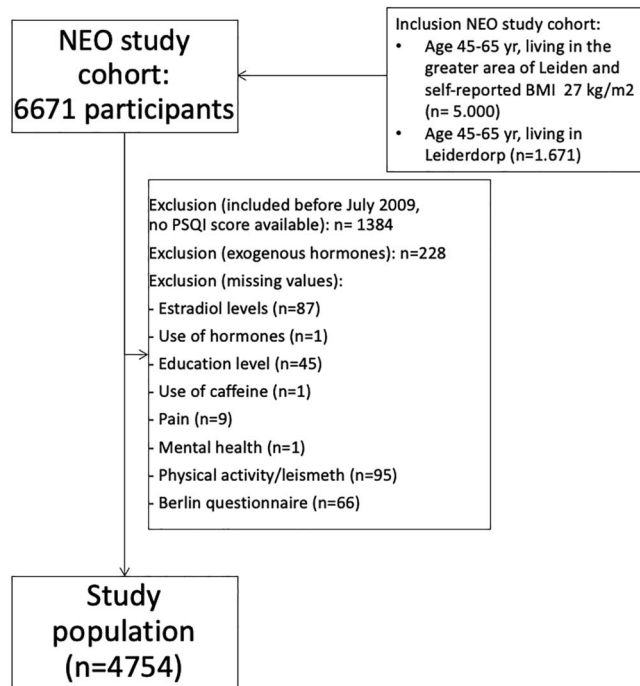 NEO study
cohort:
6671 participants
Inclusion NEO study cohort:
• Age 45-65 yr, living in the
greater area of Leiden and
self-reported BMI 27 kg/m2
(n= 5.000)
• Age 45-65 yr, living in
Leiderdorp (n=1.671)
Exclusion (included before July 2009,
no PSQI score available): n= 1384
Exclusion (exogenous hormones): n=228
Exclusion (missing values):
- Estradiol levels (n=87)
- Use of hormones (n=1)
- Education level (n=45)
- Use of caffeine (n=1)
- Pain (n=9)
- Mental health (n=1)
- Physical activity/leismeth (n=95)
- Berlin questionnaire (n=66)
Study
population
(n=4754)